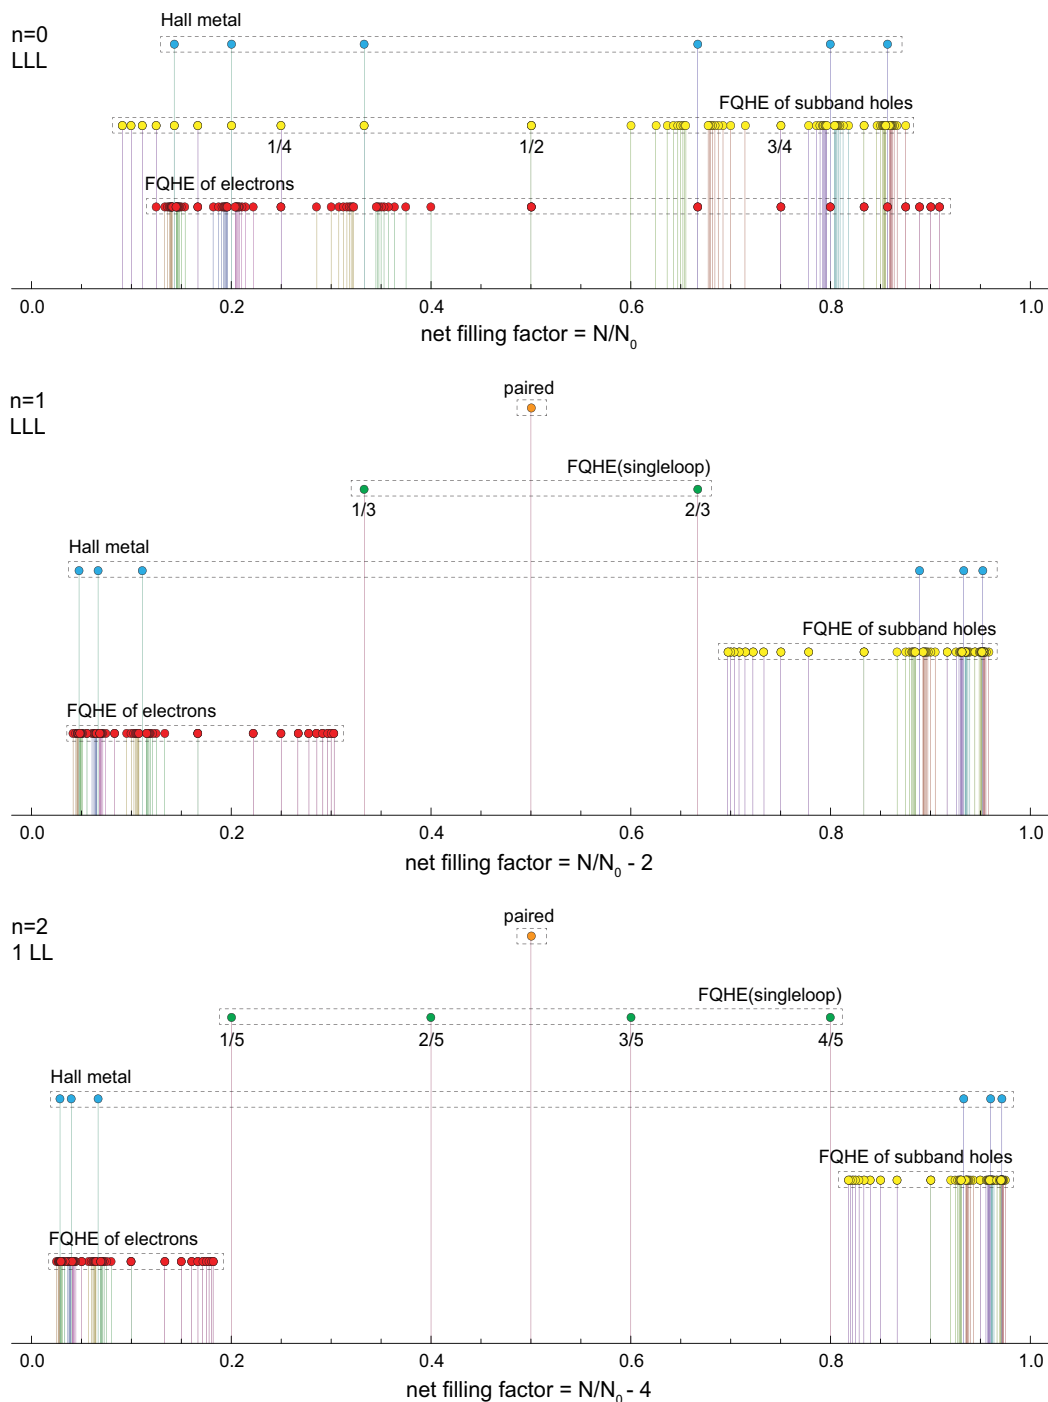 n=0
LLL
Hall metal
FQHE of subband holes
1/4
1/2
3/4
FQHE of electrons
0.0
0.2
0.4
0.6
0.8
1.0
net filling factor = N/N₀
n=1
LLL
paired
FQHE(singleloop)
1/3
2/3
Hall metal
FQHE of subband holes
FQHE of electrons
0.0
0.2
0.4
0.6
0.8
1.0
net filling factor = N/N₀ - 2
n=2
1 LL
paired
FQHE(singleloop)
1/5
2/5
3/5
4/5
Hall metal
FQHE of subband holes
FQHE of electrons
0.0
0.2
0.4
0.6
0.8
1.0
net filling factor = N/N₀ - 4